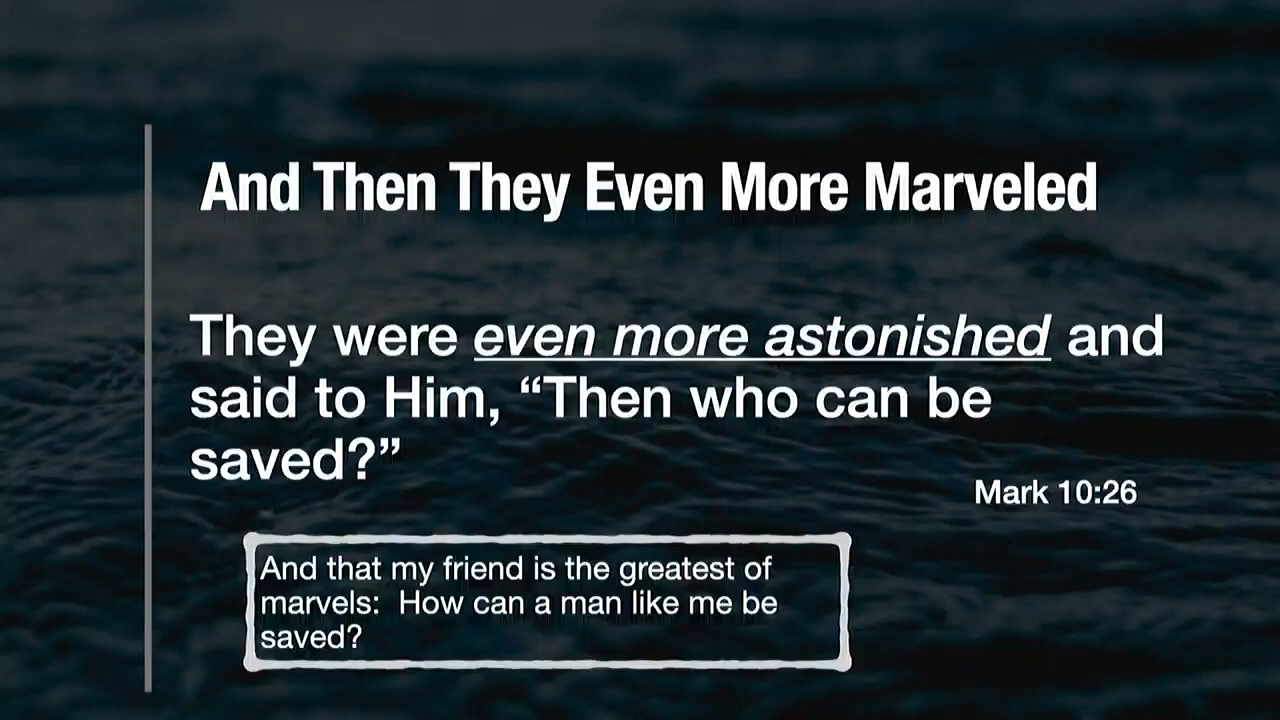 And Then They Even More Marveled
They were even more astonished and
said to Him, “Then who can be
saved?”
Mark 10:26
And that my friend is the greatest of
marvels:  How can a man like me be
saved?